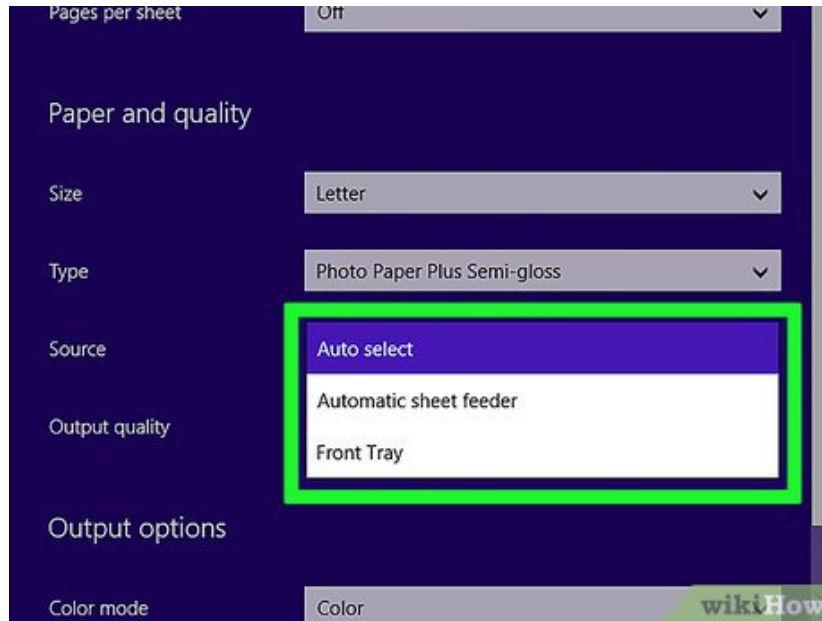 Pages per sheet Off
Paper and quality
Size Letter
Type Photo Paper Plus Semi-gloss
Source Auto select
Automatic sheet feeder
Output quality
Front Tray
Output options
Color mode Color
wikiHow